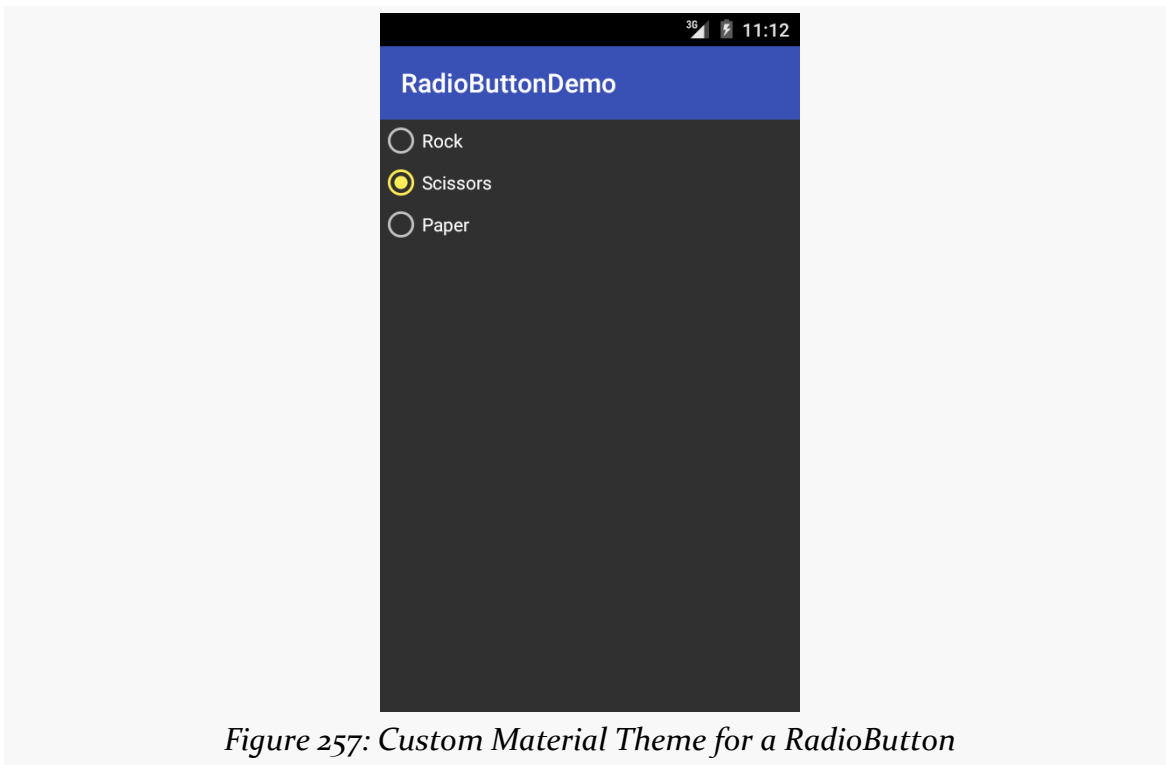 3G 11:12
RadioButtonDemo
Rock
Scissors
Paper
Figure 257: Custom Material Theme for a RadioButton